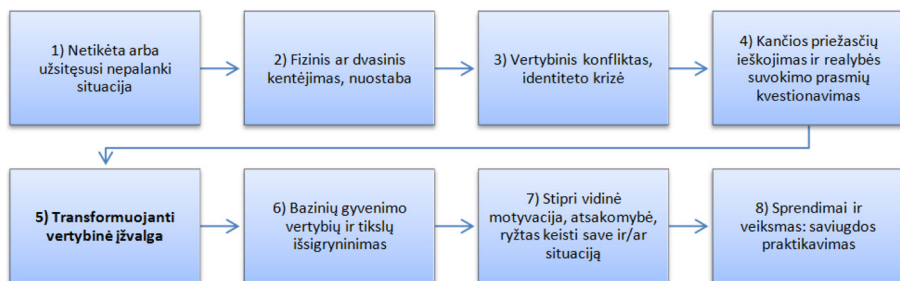 1) Netikėta arba
užsitęsusi nepalanki
situacija
2) Fizinis ar dvasinis
kentėjimas, nuostaba
3) Vertybinis konfliktas,
identiteto krizė
4) Kančios priežasčių
ieškojimas ir realybės
suvokimo prasmių
kvestionavimas
5) Transformuojanti
vertybinė įžvalga
6) Bazinių gyvenimo
vertybių ir tikslų
išsigryninimas
7) Stipri vidinė
motyvacija, atsakomybė,
ryžtas keisti save ir/ar
situaciją
8) Sprendimai ir
veiksmas: saviugdos
praktikavimas